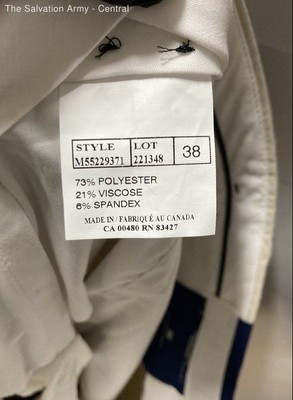 The Salvation Army - Central
STYLE LOT
M55229371 221348 38
73% POLYESTER
21% VISCOSE
6% SPANDEX
MADE IN / FABRIQUÉ AU CANADA
CA 00480 RN 83427